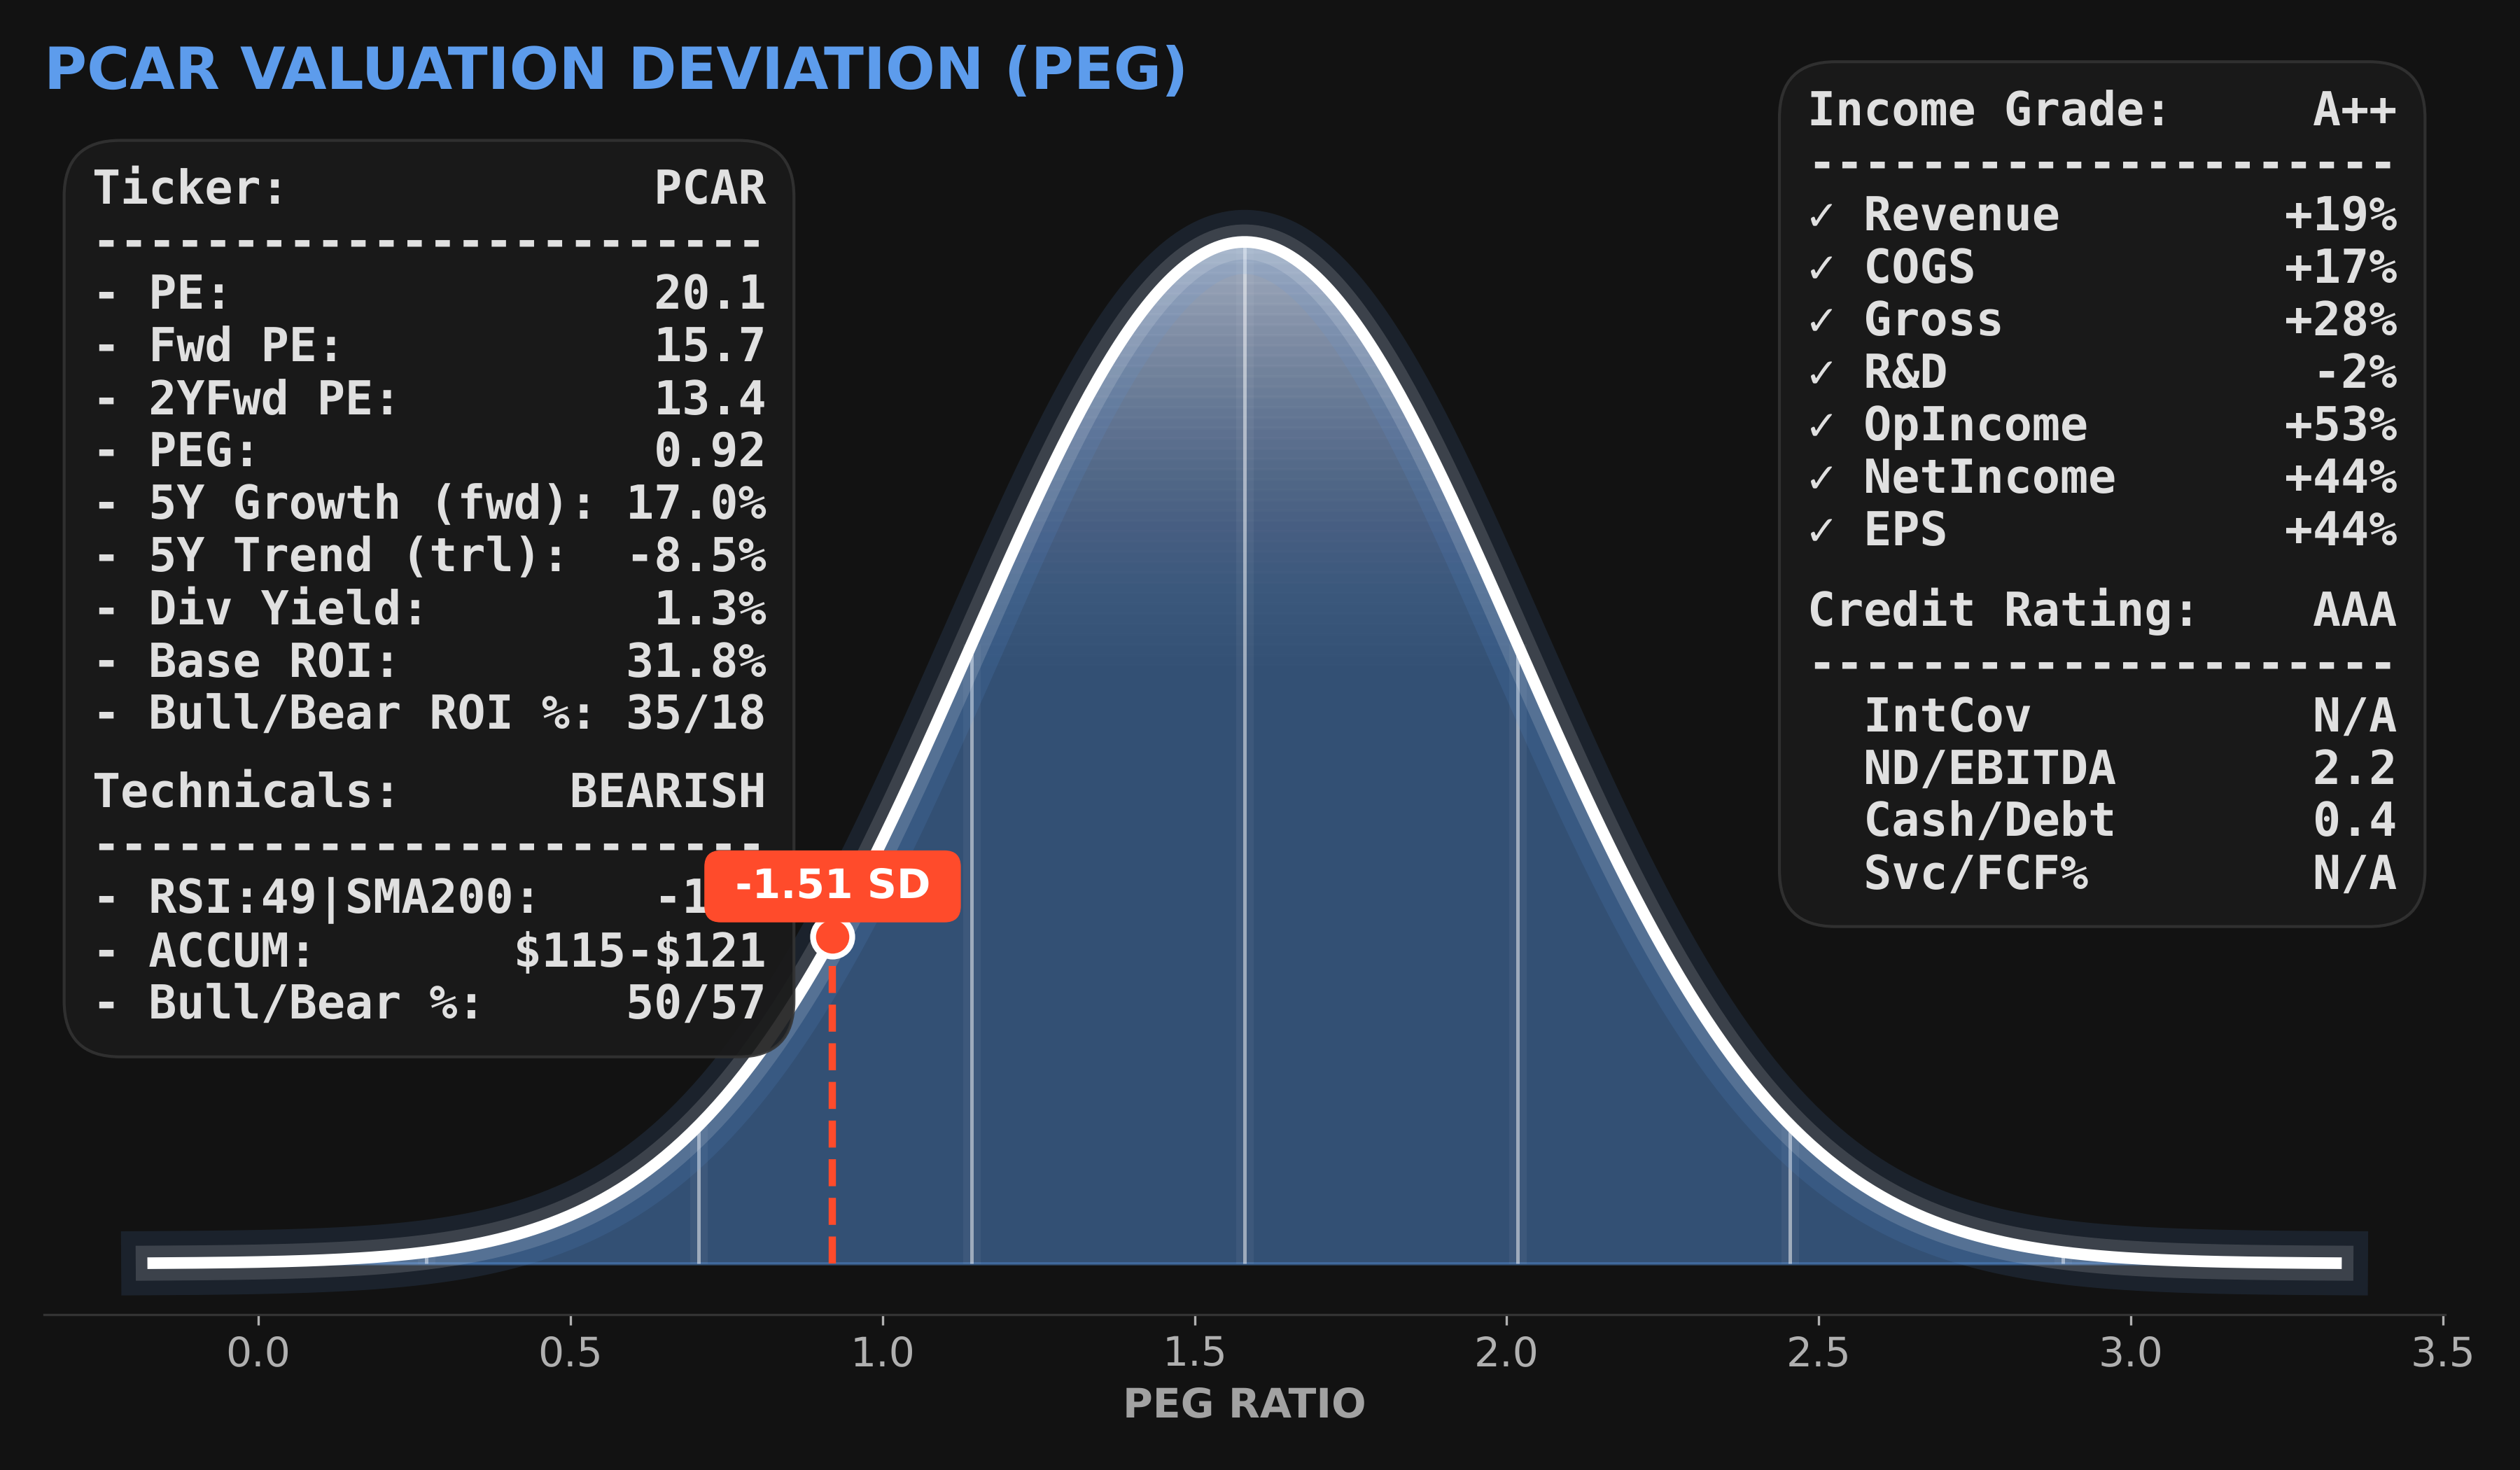 PCAR VALUATION DEVIATION (PEG)
Ticker: PCAR
------------------------
- PE: 20.1
- Fwd PE: 15.7
- 2YFwd PE: 13.4
- PEG: 0.92
- 5Y Growth (fwd): 17.0%
- 5Y Trend (trl): -8.5%
- Div Yield: 1.3%
- Base ROI: 31.8%
- Bull/Bear ROI %: 35/18
Technicals: BEARISH
------------------------
- RSI:49|SMA200:
- ACCUM: $115-$121
- Bull/Bear %: 50/57
-1.51 SD
Income Grade: A++
---------------------
✓ Revenue +19%
✓ COGS +17%
✓ Gross +28%
✓ R&D -2%
✓ OpIncome +53%
✓ NetIncome +44%
✓ EPS +44%
Credit Rating: AAA
---------------------
IntCov N/A
ND/EBITDA 2.2
Cash/Debt 0.4
Svc/FCF% N/A
0.0 0.5 1.0 1.5 2.0 2.5 3.0 3.5
PEG RATIO